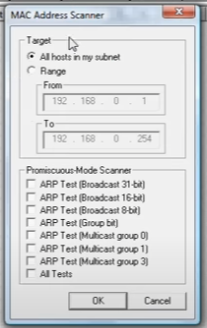 MAC Address Scanner
Target
All hosts in my subnet
Range
From
192 . 168 . 0 . 1
To
192 . 168 . 0 . 254
Promiscuous-Mode Scanner
ARP Test (Broadcast 31-bit)
ARP Test (Broadcast 16-bit)
ARP Test (Broadcast 8-bit)
ARP Test (Group bit)
ARP Test (Multicast group 0)
ARP Test (Multicast group 1)
ARP Test (Multicast group 3)
All Tests
OK Cancel